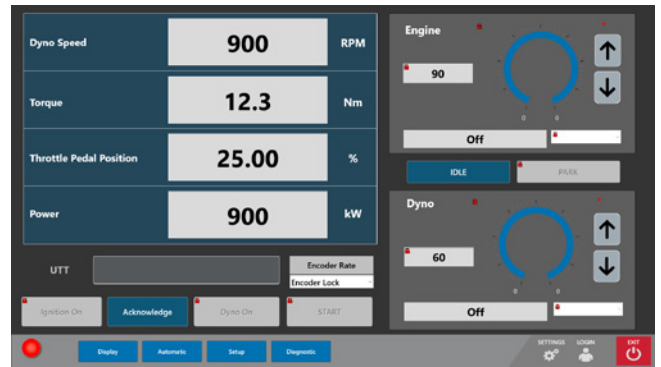 Dyno Speed
900
RPM
Torque
12.3
Nm
Throttle Pedal Position
25.00
%
Power
900
kW
UTT
Encoder Rate
Encoder Lock
Ignition On
Acknowledge
Dyno On
START
Engine
90
0 0
Off
IDLE
PARK
Dyno
60
0 0
Off
Display
Automatic
Setup
Diagnostic
SETTINGS
LOGIN
EXIT